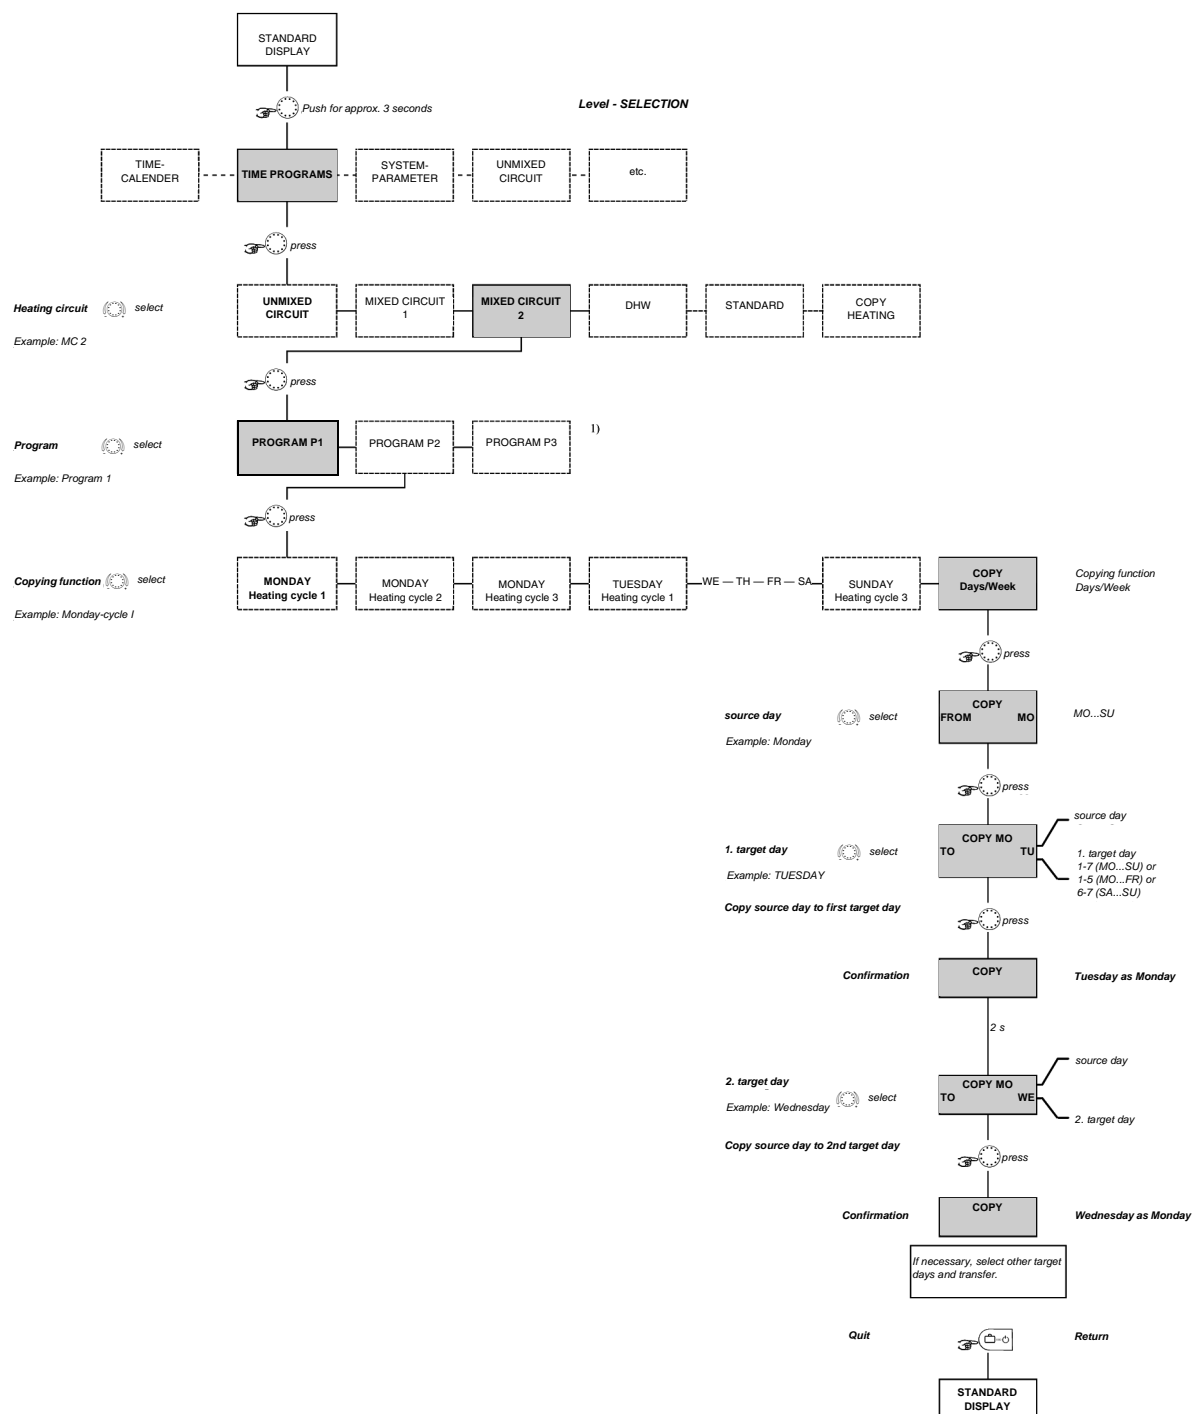 STANDARD
DISPLAY
Push for approx. 3 seconds
Level - SELECTION
TIME-
CALENDER
TIME PROGRAMS
SYSTEM-
PARAMETER
UNMIXED
CIRCUIT
etc.
press
Heating circuit
select
Example: MC 2
UNMIXED
CIRCUIT
MIXED CIRCUIT
1
MIXED CIRCUIT
2
DHW
STANDARD
COPY
HEATING
press
Program
select
Example: Program 1
PROGRAM P1
PROGRAM P2
PROGRAM P3
1)
press
Copying function
select
Example: Monday-cycle I
MONDAY
Heating cycle 1
MONDAY
Heating cycle 2
MONDAY
Heating cycle 3
TUESDAY
Heating cycle 1
WE — TH — FR — SA
SUNDAY
Heating cycle 3
COPY
Days/Week
Copying function
Days/Week
press
source day
select
Example: Monday
COPY
FROM MO
MO...SU
press
1. target day
select
Example: TUESDAY
Copy source day to first target day
COPY MO
TO TU
source day
1. target day
1-7 (MO...SU) or
1-5 (MO...FR) or
6-7 (SA...SU)
press
Confirmation
COPY
Tuesday as Monday
2 s
2. target day
Example: Wednesday
select
Copy source day to 2nd target day
COPY MO
TO WE
source day
2. target day
press
Confirmation
COPY
Wednesday as Monday
If necessary, select other target
days and transfer.
Quit
Return
STANDARD
DISPLAY